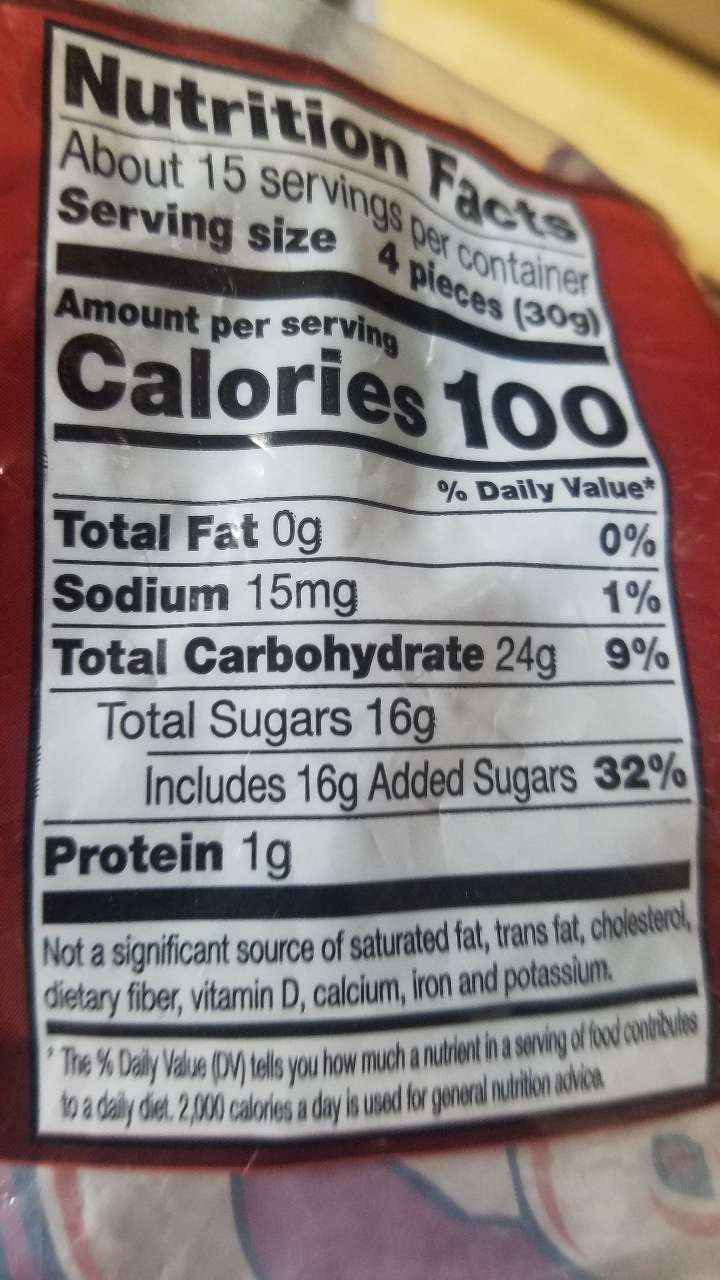 Nutrition Facts
About 15 servings per container
Serving size 4 pieces (30g)
Amount per serving
Calories 100
% Daily Value*
Total Fat 0g 0%
Sodium 15mg 1%
Total Carbohydrate 24g 9%
Total Sugars 16g
Includes 16g Added Sugars 32%
Protein 1g
Not a significant source of saturated fat, trans fat, cholesterol,
dietary fiber, vitamin D, calcium, iron and potassium.
* The % Daily Value (DV) tells you how much a nutrient in a serving of food contributes
to a daily diet. 2,000 calories a day is used for general nutrition advice.